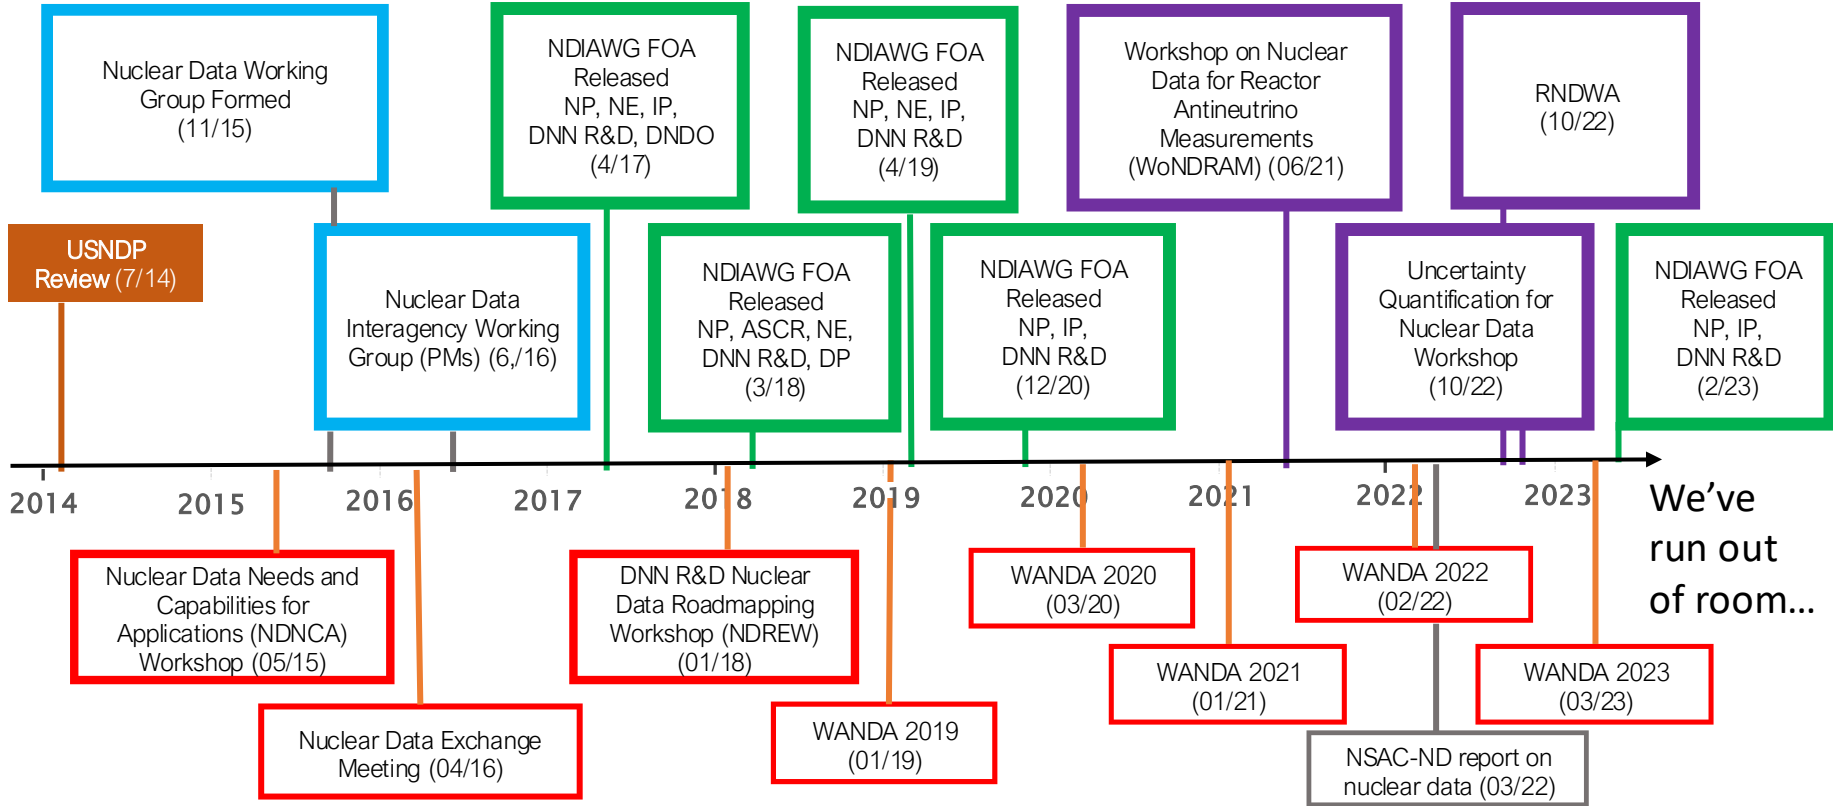 Nuclear Data Working
Group Formed
(11/15)
NDIAWG FOA
Released
NP, NE, IP,
DNN R&D, DNDO
(4/17)
NDIAWG FOA
Released
NP, NE, IP,
DNN R&D
(4/19)
Workshop on Nuclear
Data for Reactor
Antineutrino
Measurements
(WoNDRAM) (06/21)
RNDWA
(10/22)
USNDP
Review (7/14)
Nuclear Data
Interagency Working
Group (PMs) (6,/16)
NDIAWG FOA
Released
NP, ASCR, NE,
DNN R&D, DP
(3/18)
NDIAWG FOA
Released
NP, IP,
DNN R&D
(12/20)
Uncertainty
Quantification for
Nuclear Data
Workshop
(10/22)
NDIAWG FOA
Released
NP, IP,
DNN R&D
(2/23)
2014
2015
2016
2017
2018
2019
2020
2021
2022
2023
We’ve
run out
of room...
Nuclear Data Needs and
Capabilities for
Applications (NDNCA)
Workshop (05/15)
Nuclear Data Exchange
Meeting (04/16)
DNN R&D Nuclear
Data Roadmapping
Workshop (NDREW)
(01/18)
WANDA 2019
(01/19)
WANDA 2020
(03/20)
WANDA 2021
(01/21)
WANDA 2022
(02/22)
NSAC-ND report on
nuclear data (03/22)
WANDA 2023
(03/23)